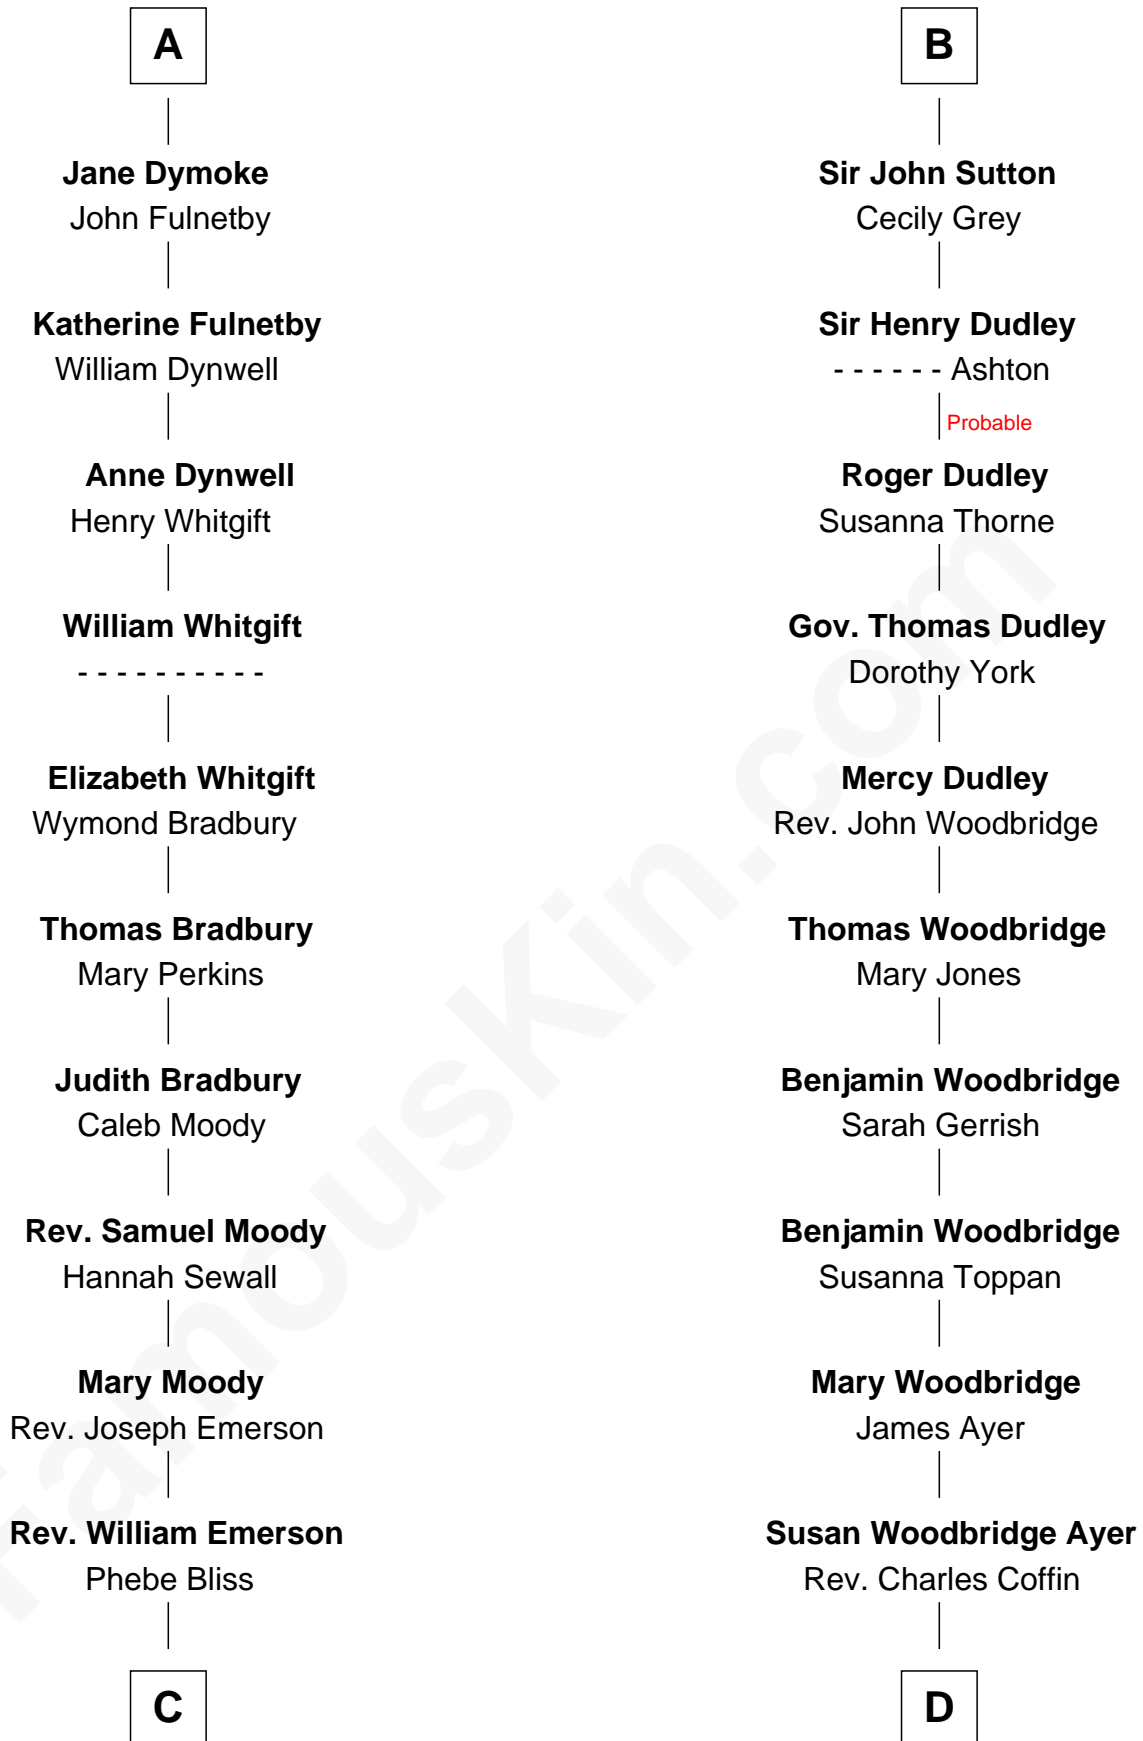 A
Jane Dymoke
John Fulnetby
Katherine Fulnetby
William Dynwell
Anne Dynwell
Henry Whitgift
William Whitgift
- - - - - - - - - -
Elizabeth Whitgift
Wymond Bradbury
Thomas Bradbury
Mary Perkins
Judith Bradbury
Caleb Moody
Rev. Samuel Moody
Hannah Sewall
Mary Moody
Rev. Joseph Emerson
Rev. William Emerson
Phebe Bliss
C
B
Sir John Sutton
Cecily Grey
Sir Henry Dudley
- - - - - - Ashton
Probable
Roger Dudley
Susanna Thorne
Gov. Thomas Dudley
Dorothy York
Mercy Dudley
Rev. John Woodbridge
Thomas Woodbridge
Mary Jones
Benjamin Woodbridge
Sarah Gerrish
Benjamin Woodbridge
Susanna Toppan
Mary Woodbridge
James Ayer
Susan Woodbridge Ayer
Rev. Charles Coffin
D
FamousKin.com